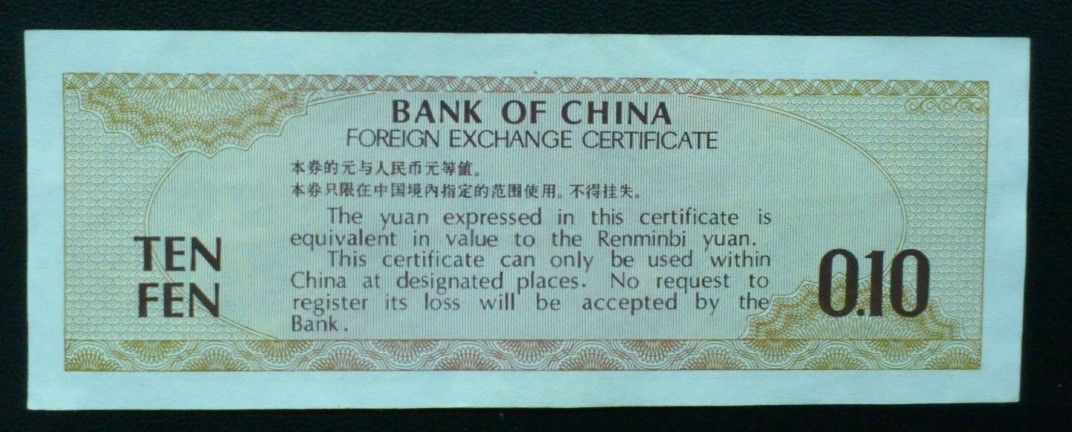 BANK OF CHINA
FOREIGN EXCHANGE CERTIFICATE
本券的元与人民币元等值。
本券只限在中国境内指定的范围使用。不得挂失。
The yuan expressed in this certificate is
equivalent in value to the Renminbi yuan.
This certificate can only be used within
China at designated places. No request to
register its loss will be accepted by the
Bank.
TEN
FEN
0.10